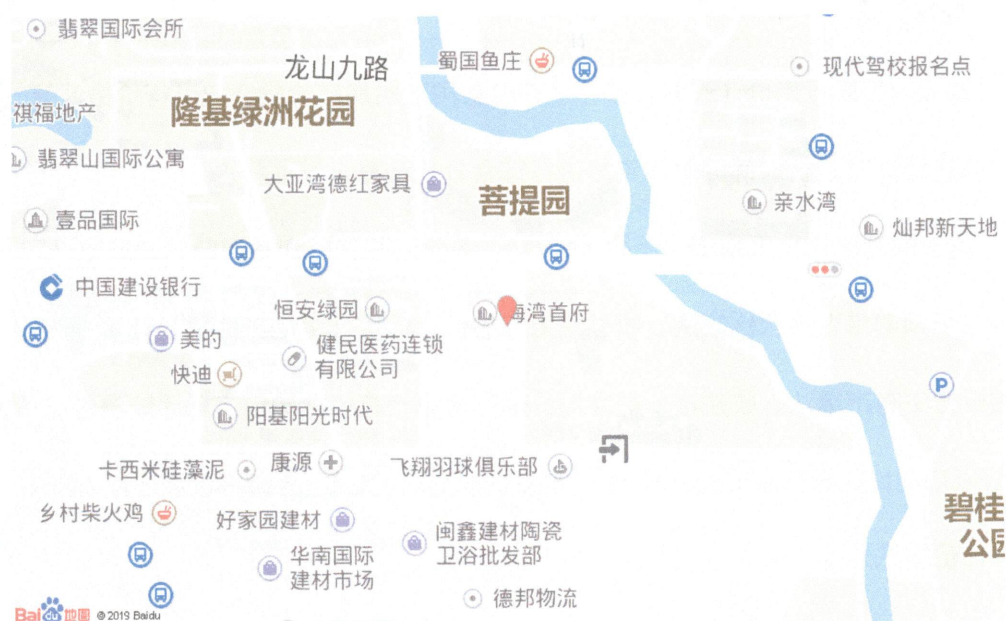 翡翠国际会所
龙山九路
蜀国鱼庄
现代驾校报名点
祺福地产
隆基绿洲花园
翡翠山国际公寓
大亚湾德红家具
菩提园
亲水湾
壹品国际
灿邦新天地
中国建设银行
恒安绿园
海湾首府
美的
健民医药连锁
有限公司
快迪
阳基阳光时代
卡西米硅藻泥
康源
飞翔羽球俱乐部
乡村柴火鸡
好家园建材
闽鑫建材陶瓷
卫浴批发部
碧桂
公园
华南国际
建材市场
德邦物流
P
Bai du 地图 © 2019 Baidu